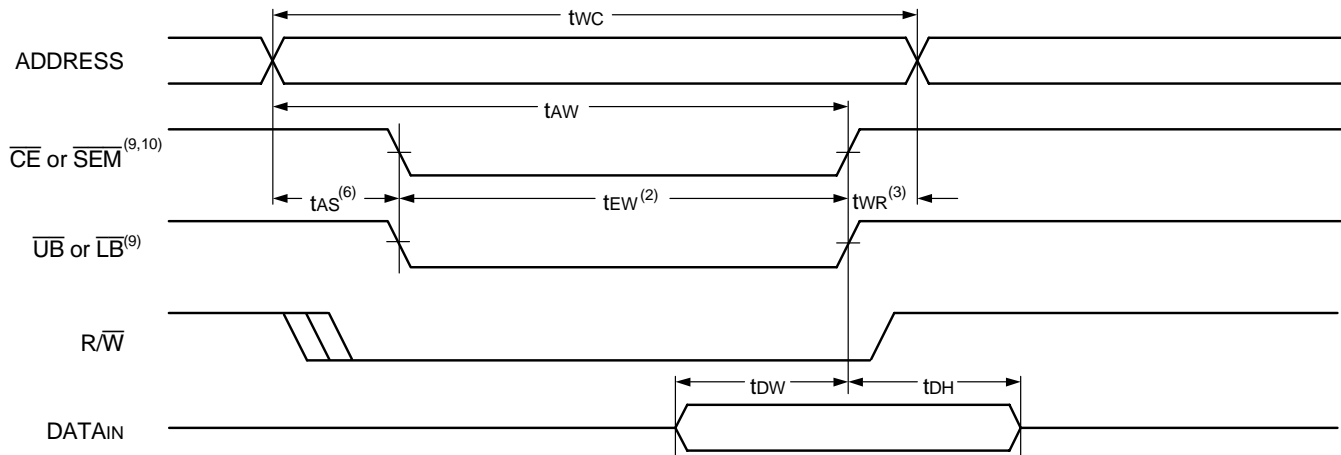 tWC
ADDRESS
tAW
CE or SEM(9,10)
tAS(6) tEW(2) tWR(3)
UB or LB(9)
R/W
tDW tDH
DATAIN